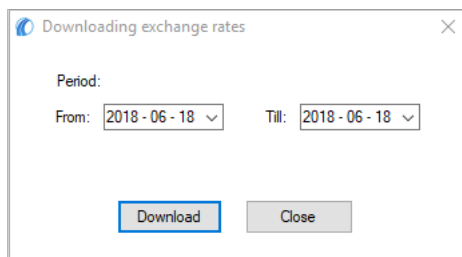 Downloading exchange rates
Period:
From: 2018 - 06 - 18 Till: 2018 - 06 - 18
Download Close